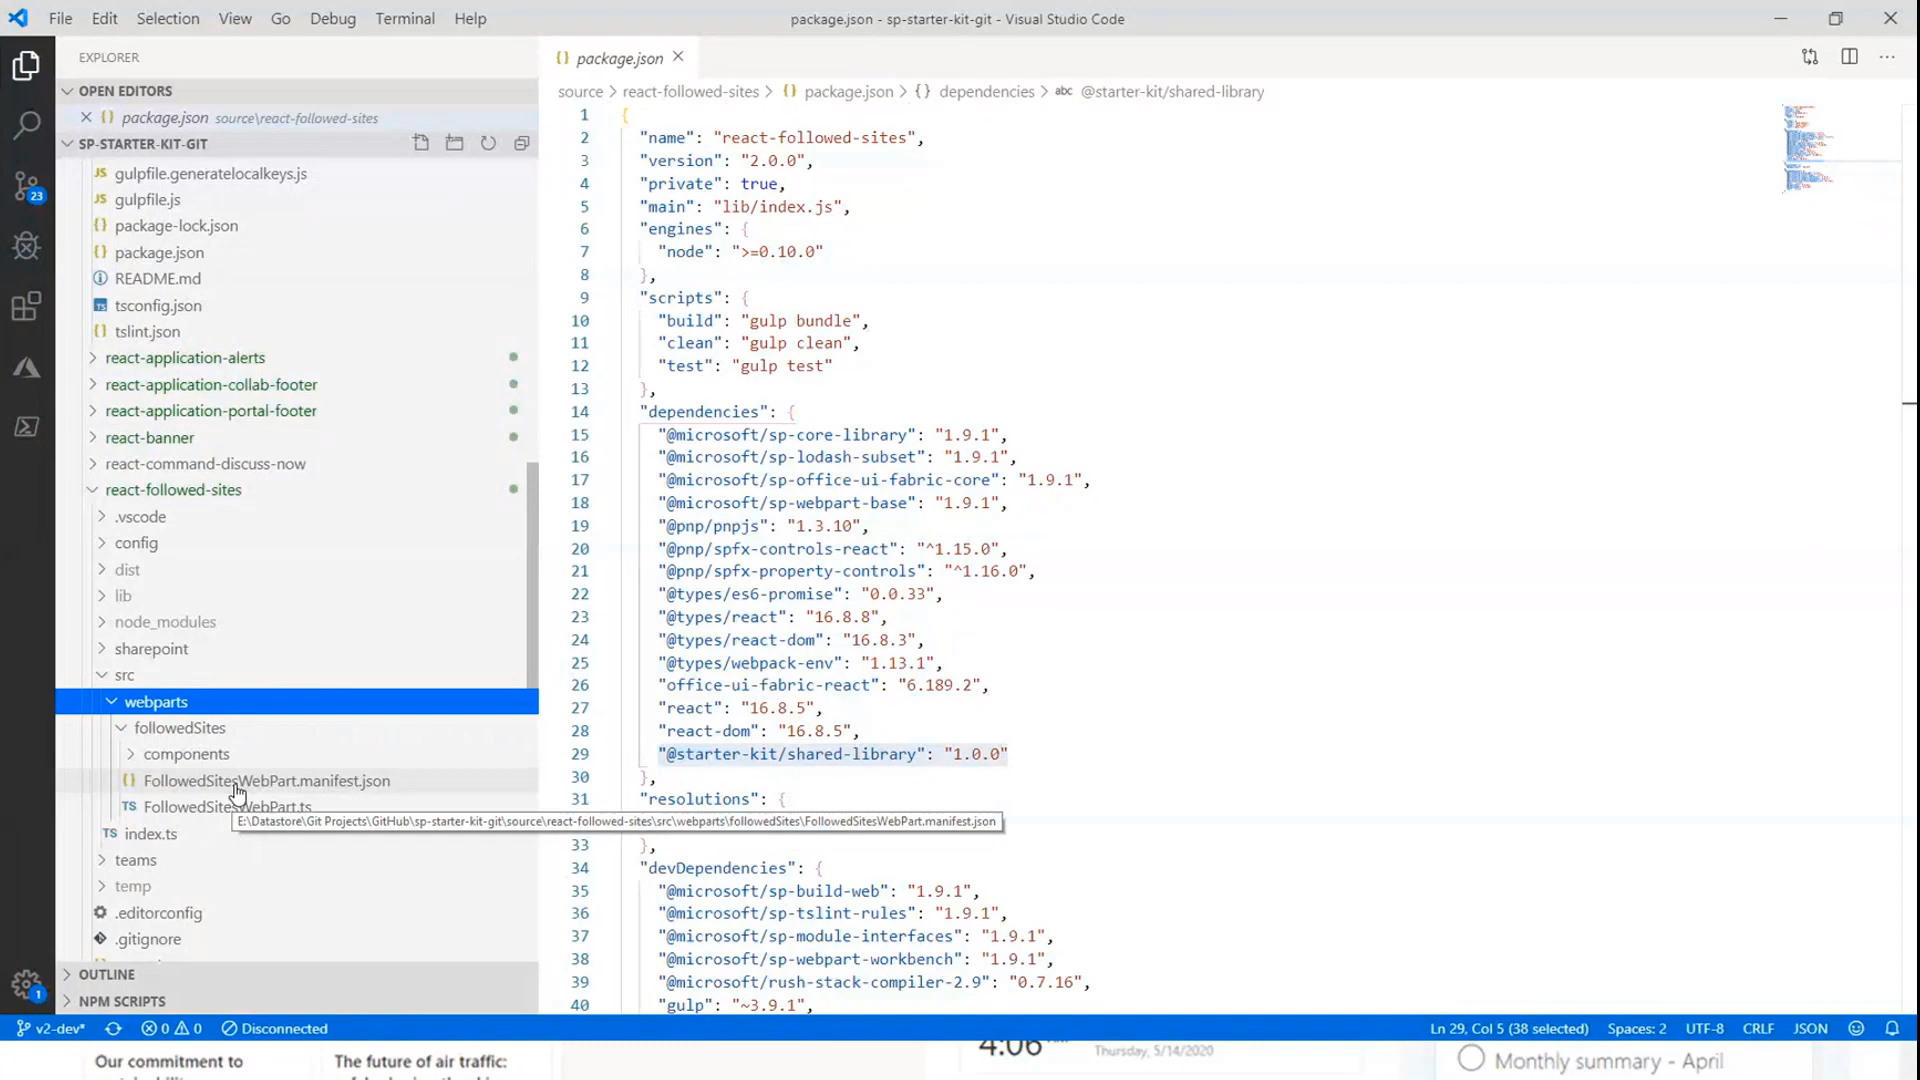 File Edit Selection View Go Debug Terminal Help
package.json - sp-starter-kit-git - Visual Studio Code
EXPLORER
OPEN EDITORS
package.json source\react-followed-sites
SP-STARTER-KIT-GIT
JS gulpfile.generatelocalkeys.js
JS gulpfile.js
{} package-lock.json
{} package.json
README.md
TS tsconfig.json
{} tslint.json
react-application-alerts
react-application-collab-footer
react-application-portal-footer
react-banner
react-command-discuss-now
react-followed-sites
.vscode
config
dist
lib
node_modules
sharepoint
src
webparts
followedSites
components
{} FollowedSitesWebPart.manifest.json
TS FollowedSitesWebPart.ts
E:\Datastore\Git Projects\GitHub\sp-starter-kit-git\source\react-followed-sites\src\webparts\followedSites\FollowedSitesWebPart.manifest.json
TS index.ts
teams
temp
.editorconfig
.gitignore
OUTLINE
NPM SCRIPTS
23
1
{} package.json
source > react-followed-sites > {} package.json > {} dependencies > abc @starter-kit/shared-library
1 {
2 "name": "react-followed-sites",
3 "version": "2.0.0",
4 "private": true,
5 "main": "lib/index.js",
6 "engines": {
7 "node": ">=0.10.0"
8 },
9 "scripts": {
10 "build": "gulp bundle",
11 "clean": "gulp clean",
12 "test": "gulp test"
13 },
14 "dependencies": {
15 "@microsoft/sp-core-library": "1.9.1",
16 "@microsoft/sp-lodash-subset": "1.9.1",
17 "@microsoft/sp-office-ui-fabric-core": "1.9.1",
18 "@microsoft/sp-webpart-base": "1.9.1",
19 "@pnp/pnpjs": "1.3.10",
20 "@pnp/spfx-controls-react": "^1.15.0",
21 "@pnp/spfx-property-controls": "^1.16.0",
22 "@types/es6-promise": "0.0.33",
23 "@types/react": "16.8.8",
24 "@types/react-dom": "16.8.3",
25 "@types/webpack-env": "1.13.1",
26 "office-ui-fabric-react": "6.189.2",
27 "react": "16.8.5",
28 "react-dom": "16.8.5",
29 "@starter-kit/shared-library": "1.0.0"
30 },
31 "resolutions": {
33 },
34 "devDependencies": {
35 "@microsoft/sp-build-web": "1.9.1",
36 "@microsoft/sp-tslint-rules": "1.9.1",
37 "@microsoft/sp-module-interfaces": "1.9.1",
38 "@microsoft/sp-webpart-workbench": "1.9.1",
39 "@microsoft/rush-stack-compiler-2.9": "0.7.16",
40 "gulp": "~3.9.1",
v2-dev* 0 0 Disconnected
Ln 29, Col 5 (38 selected) Spaces: 2 UTF-8 CRLF JSON
Our commitment to
The future of air traffic:
4:06
Thursday, 5/14/2020
Monthly summary - April